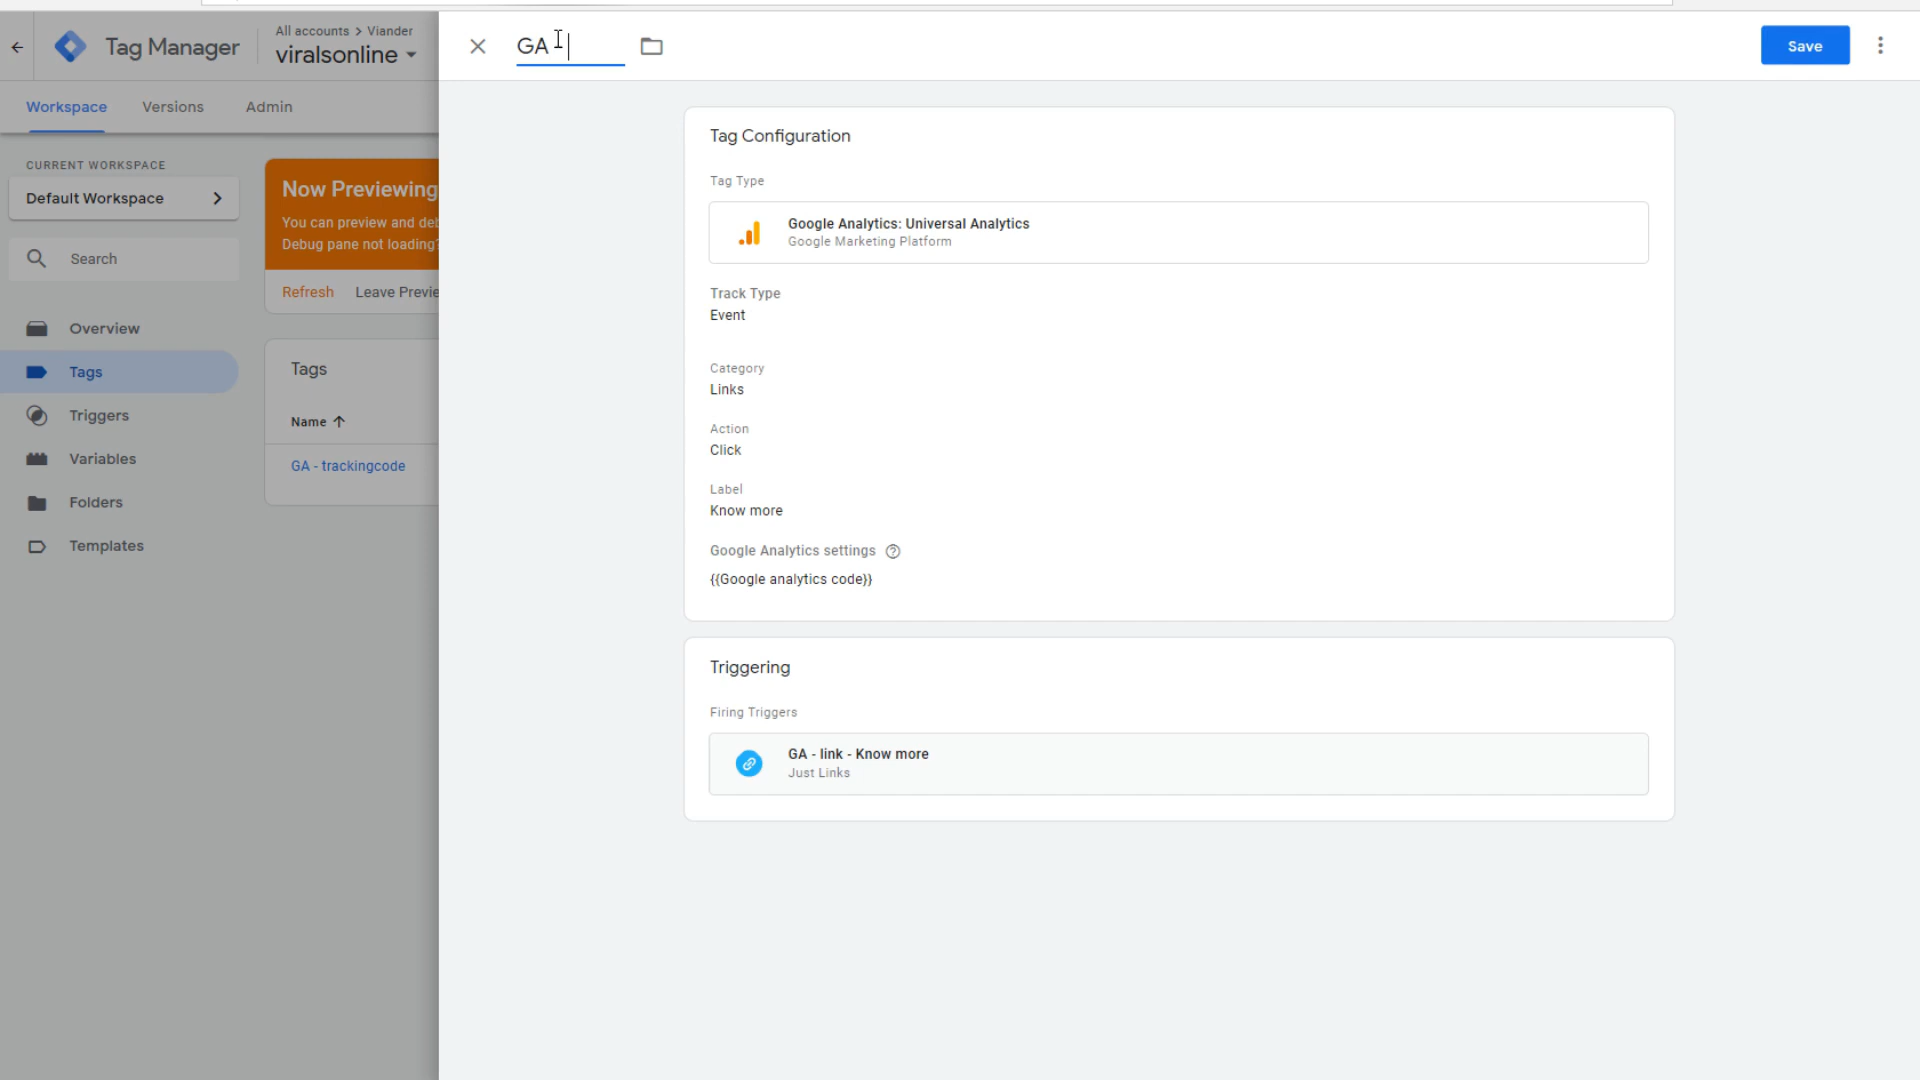 Tag Manager
All accounts > Viander
viralsonline
GA
Save
Workspace
Versions
Admin
CURRENT WORKSPACE
Default Workspace
Search
Overview
Tags
Triggers
Variables
Folders
Templates
Now Previewing
You can preview and deb
Debug pane not loading?
Refresh
Leave Previe
Tags
Name
GA - trackingcode
Tag Configuration
Tag Type
Google Analytics: Universal Analytics
Google Marketing Platform
Track Type
Event
Category
Links
Action
Click
Label
Know more
Google Analytics settings
{{Google analytics code}}
Triggering
Firing Triggers
GA - link - Know more
Just Links